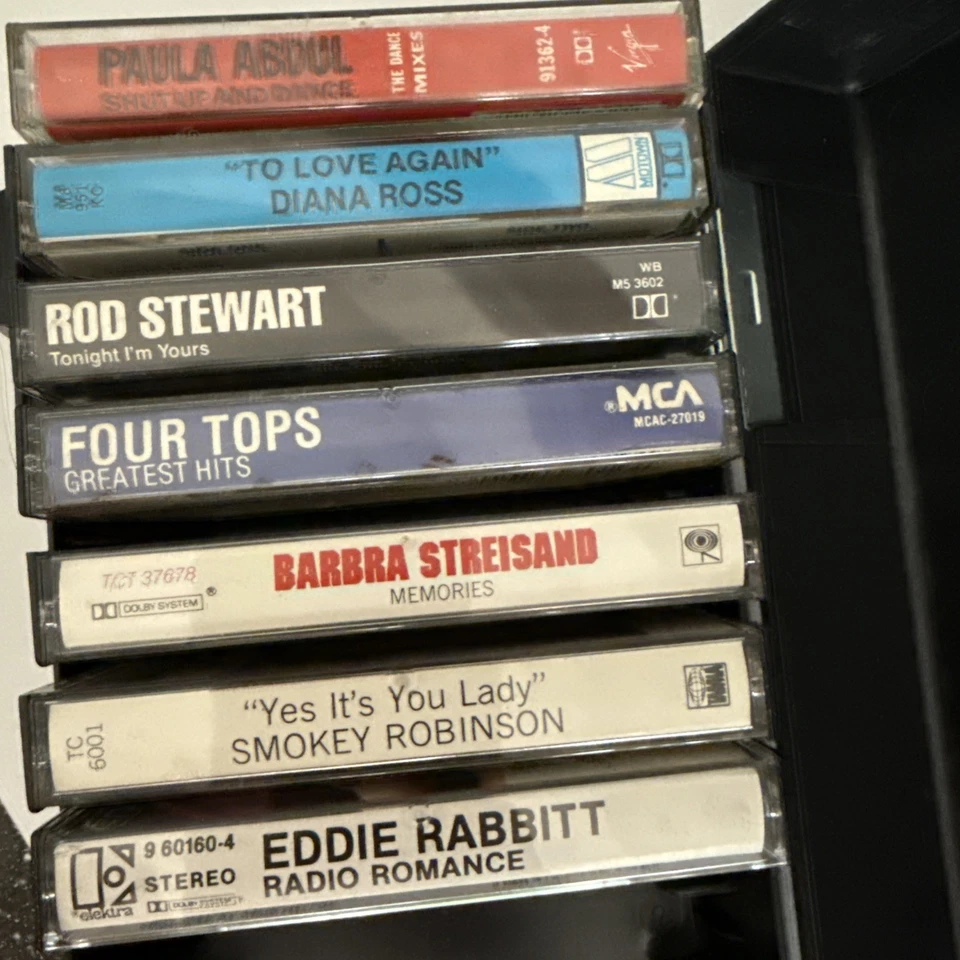 PAULA ABDUL
SHUT UP AND DANCE
THE DANCE
MIXES
91362-4
Virgin
"TO LOVE AGAIN"
DIANA ROSS
M
MOTOWN
ROD STEWART
Tonight I'm Yours
WB
M5 3602
FOUR TOPS
GREATEST HITS
®MCA
MCAC-27019
TCT 37678
DOLBY SYSTEM ®
BARBRA STREISAND
MEMORIES
TC
6001
"Yes It's You Lady"
SMOKEY ROBINSON
elektra
9 60160-4
STEREO
EDDIE RABBITT
RADIO ROMANCE